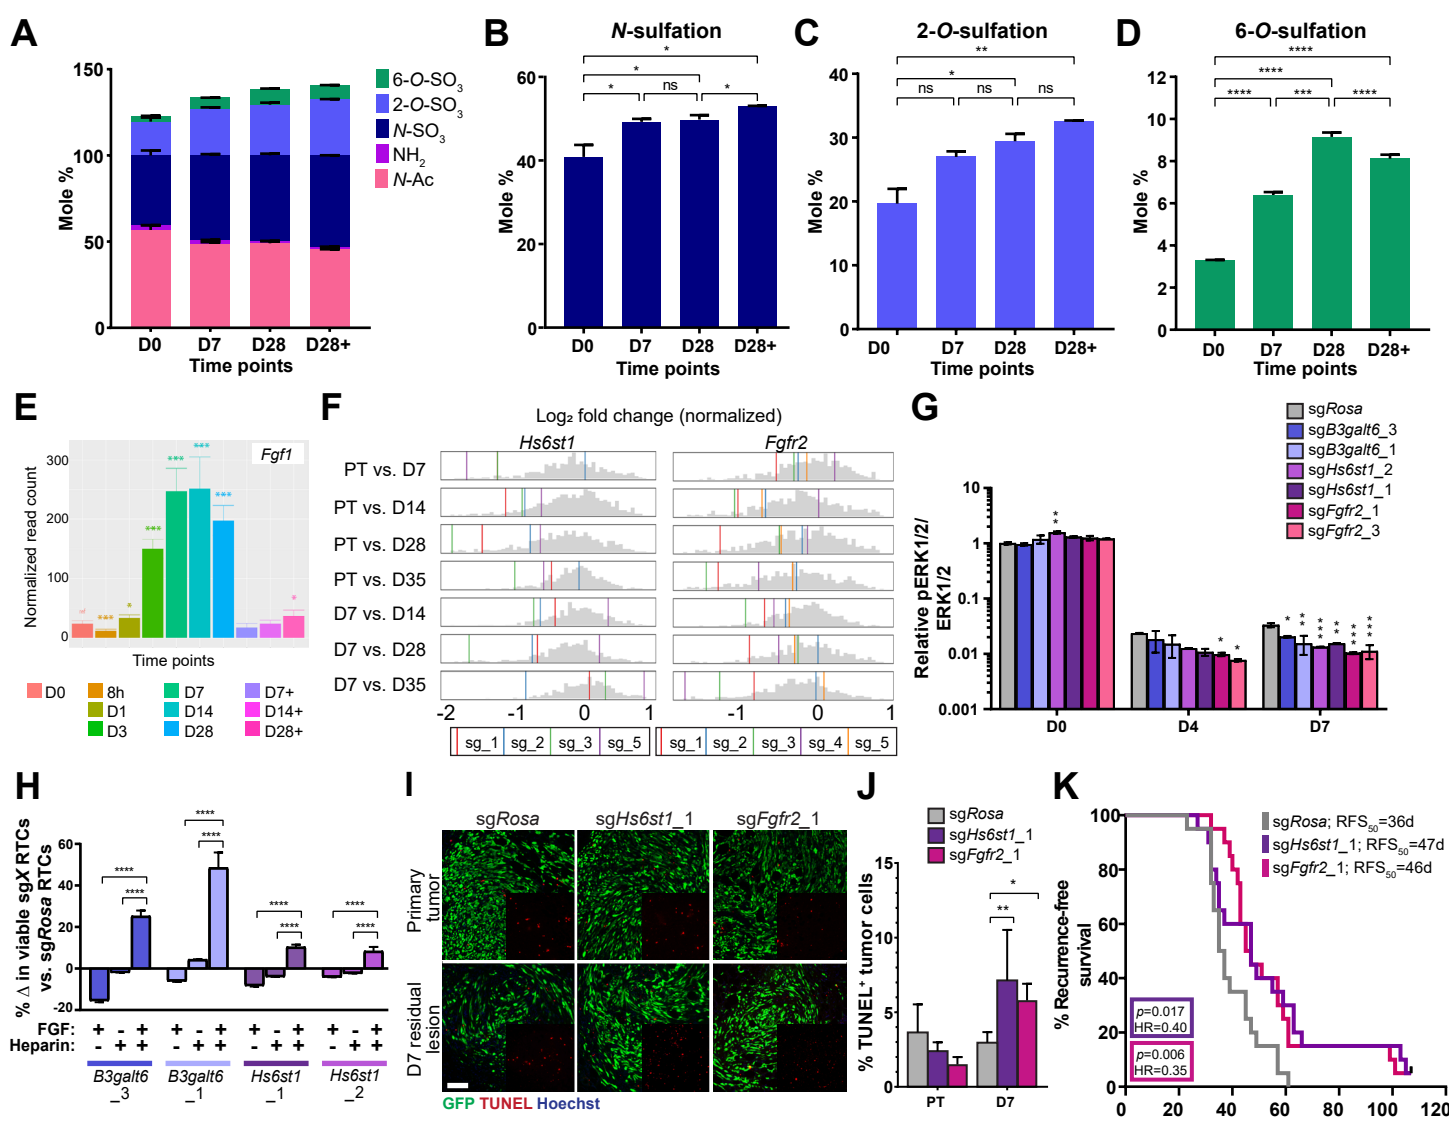 A
150
100
50
0
Mole %
D0 D7 D28 D28+
Time points
6-O-SO3
2-O-SO3
N-SO3
NH2
N-Ac
B
N-sulfation
*
*
* ns *
60
40
20
0
Mole %
D0 D7 D28 D28+
Time points
C
2-O-sulfation
**
*
ns ns ns
40
30
20
10
0
Mole %
D0 D7 D28 D28+
Time points
D
6-O-sulfation
****
****
**** *** ****
12
10
8
6
4
2
0
Mole %
D0 D7 D28 D28+
Time points
E
Fgf1
300
200
100
0
Normalized read count
*** * *** *** *** *** *
Time points
D0 8h D7 D7+
D1 D14 D14+
D3 D28 D28+
F
Log₂ fold change (normalized)
Hs6st1 Fgfr2
PT vs. D7
PT vs. D14
PT vs. D28
PT vs. D35
D7 vs. D14
D7 vs. D28
D7 vs. D35
-2 -1 0 1 -1 0 1
sg_1 sg_2 sg_3 sg_5
sg_1 sg_2 sg_3 sg_4 sg_5
G
sgRosa
sgB3galt6_3
sgB3galt6_1
sgHs6st1_2
sgHs6st1_1
sgFgfr2_1
sgFgfr2_3
10
1
0.1
0.01
0.001
Relative pERK1/2/
ERK1/2
**
* *
* ** *** ** *** ***
D0 D4 D7
H
60
40
20
0
-20
% Δ in viable sgX RTCs
vs. sgRosa RTCs
**** **** **** ****
**** **** **** ****
FGF: + - + + - + + - + + - +
Heparin: - + + - + + - + + - + +
B3galt6 B3galt6 Hs6st1 Hs6st1
_3 _1 _1 _2
I
sgRosa sgHs6st1_1 sgFgfr2_1
Primary
tumor
D7 residual
lesion
GFP TUNEL Hoechst
J
sgRosa
sgHs6st1_1
sgFgfr2_1
15
10
5
0
% TUNEL+ tumor cells
*
**
PT D7
K
sgRosa; RFS50=36d
sgHs6st1_1; RFS50=47d
sgFgfr2_1; RFS50=46d
100
80
60
40
20
0
% Recurrence-free
survival
p=0.017
HR=0.40
p=0.006
HR=0.35
0 20 40 60 80 100 120